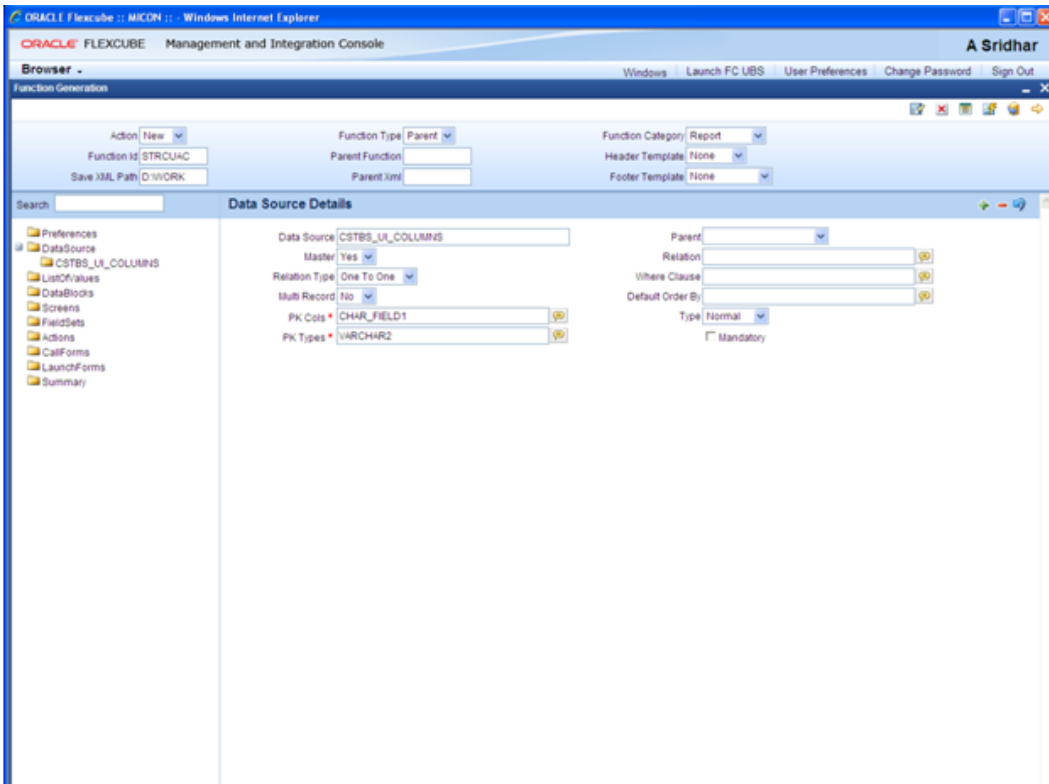 ORACLE Flexcube :: MICON :: - Windows Internet Explorer
ORACLE FLEXCUBE Management and Integration Console A Sridhar
Browser Windows Launch FC UBS User Preferences Change Password Sign Out
Function Generation
Action New Function Type Parent Function Category Report
Function Id STRCUAC Parent Function Header Template None
Save XML Path D:\WORK Parent Xml Footer Template None
Search Data Source Details
Preferences
DataSource
CSTBS_UI_COLUMNS
ListOfValues
DataBlocks
Screens
FieldSets
Actions
CallForms
LaunchForms
Summary
Data Source CSTBS_UI_COLUMNS Parent
Master Yes Relation
Relation Type One To One Where Clause
Multi Record No Default Order By
PK Cols * CHAR_FIELD1 Type Normal
PK Types * VARCHAR2 Mandatory